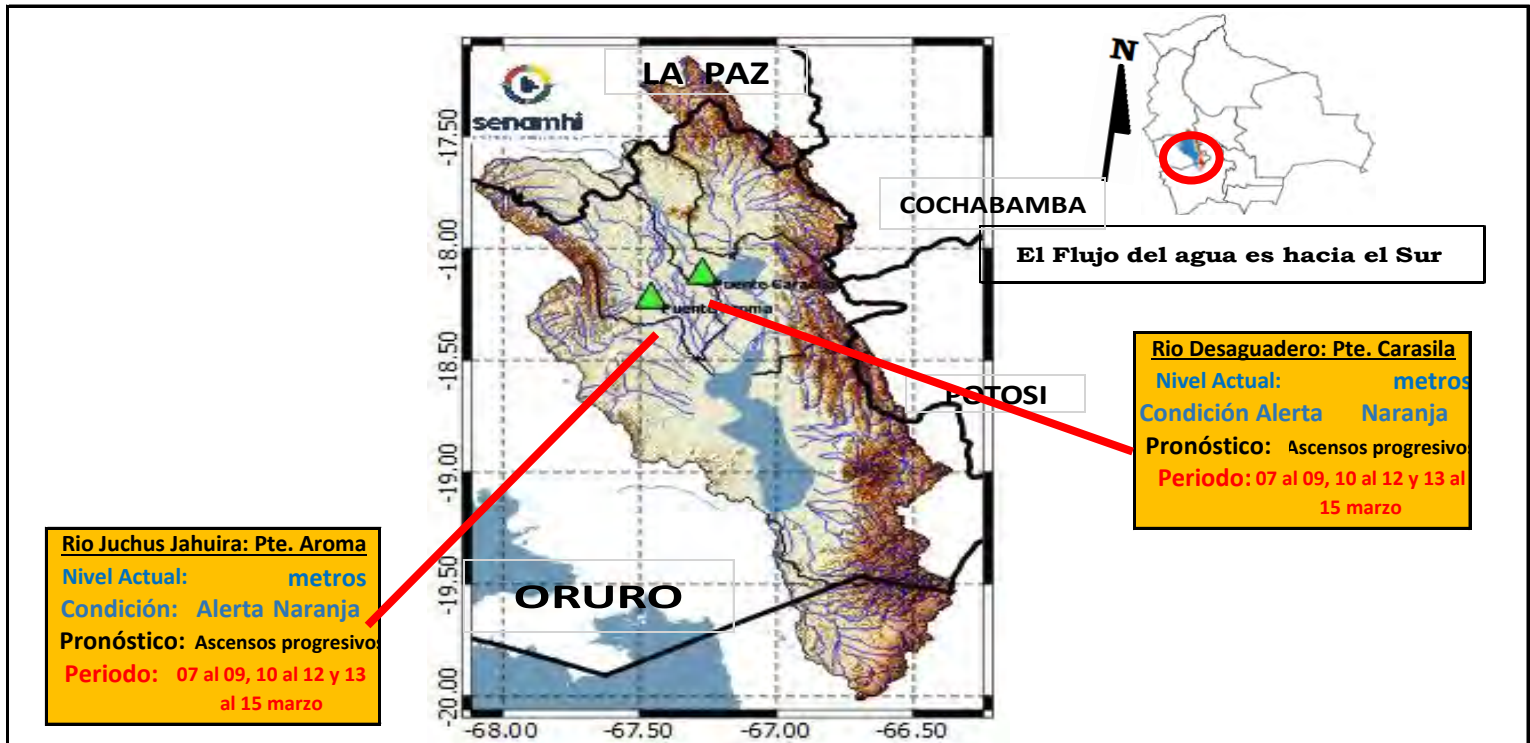 LA PAZ
senamhi
N
COCHABAMBA
El Flujo del agua es hacia el Sur
POTOSI
ORURO
Rio Desaguadero: Pte. Carasila
Nivel Actual: metros
Condición Alerta Naranja
Pronóstico: Ascensos progresivo
Periodo: 07 al 09, 10 al 12 y 13 al
15 marzo
Rio Juchus Jahuira: Pte. Aroma
Nivel Actual: metros
Condición: Alerta Naranja
Pronóstico: Ascensos progresivo
Periodo: 07 al 09, 10 al 12 y 13
al 15 marzo
-17.50
-18.00
-18.50
-19.00
-19.50
-20.00
-68.00 -67.50 -67.00 -66.50